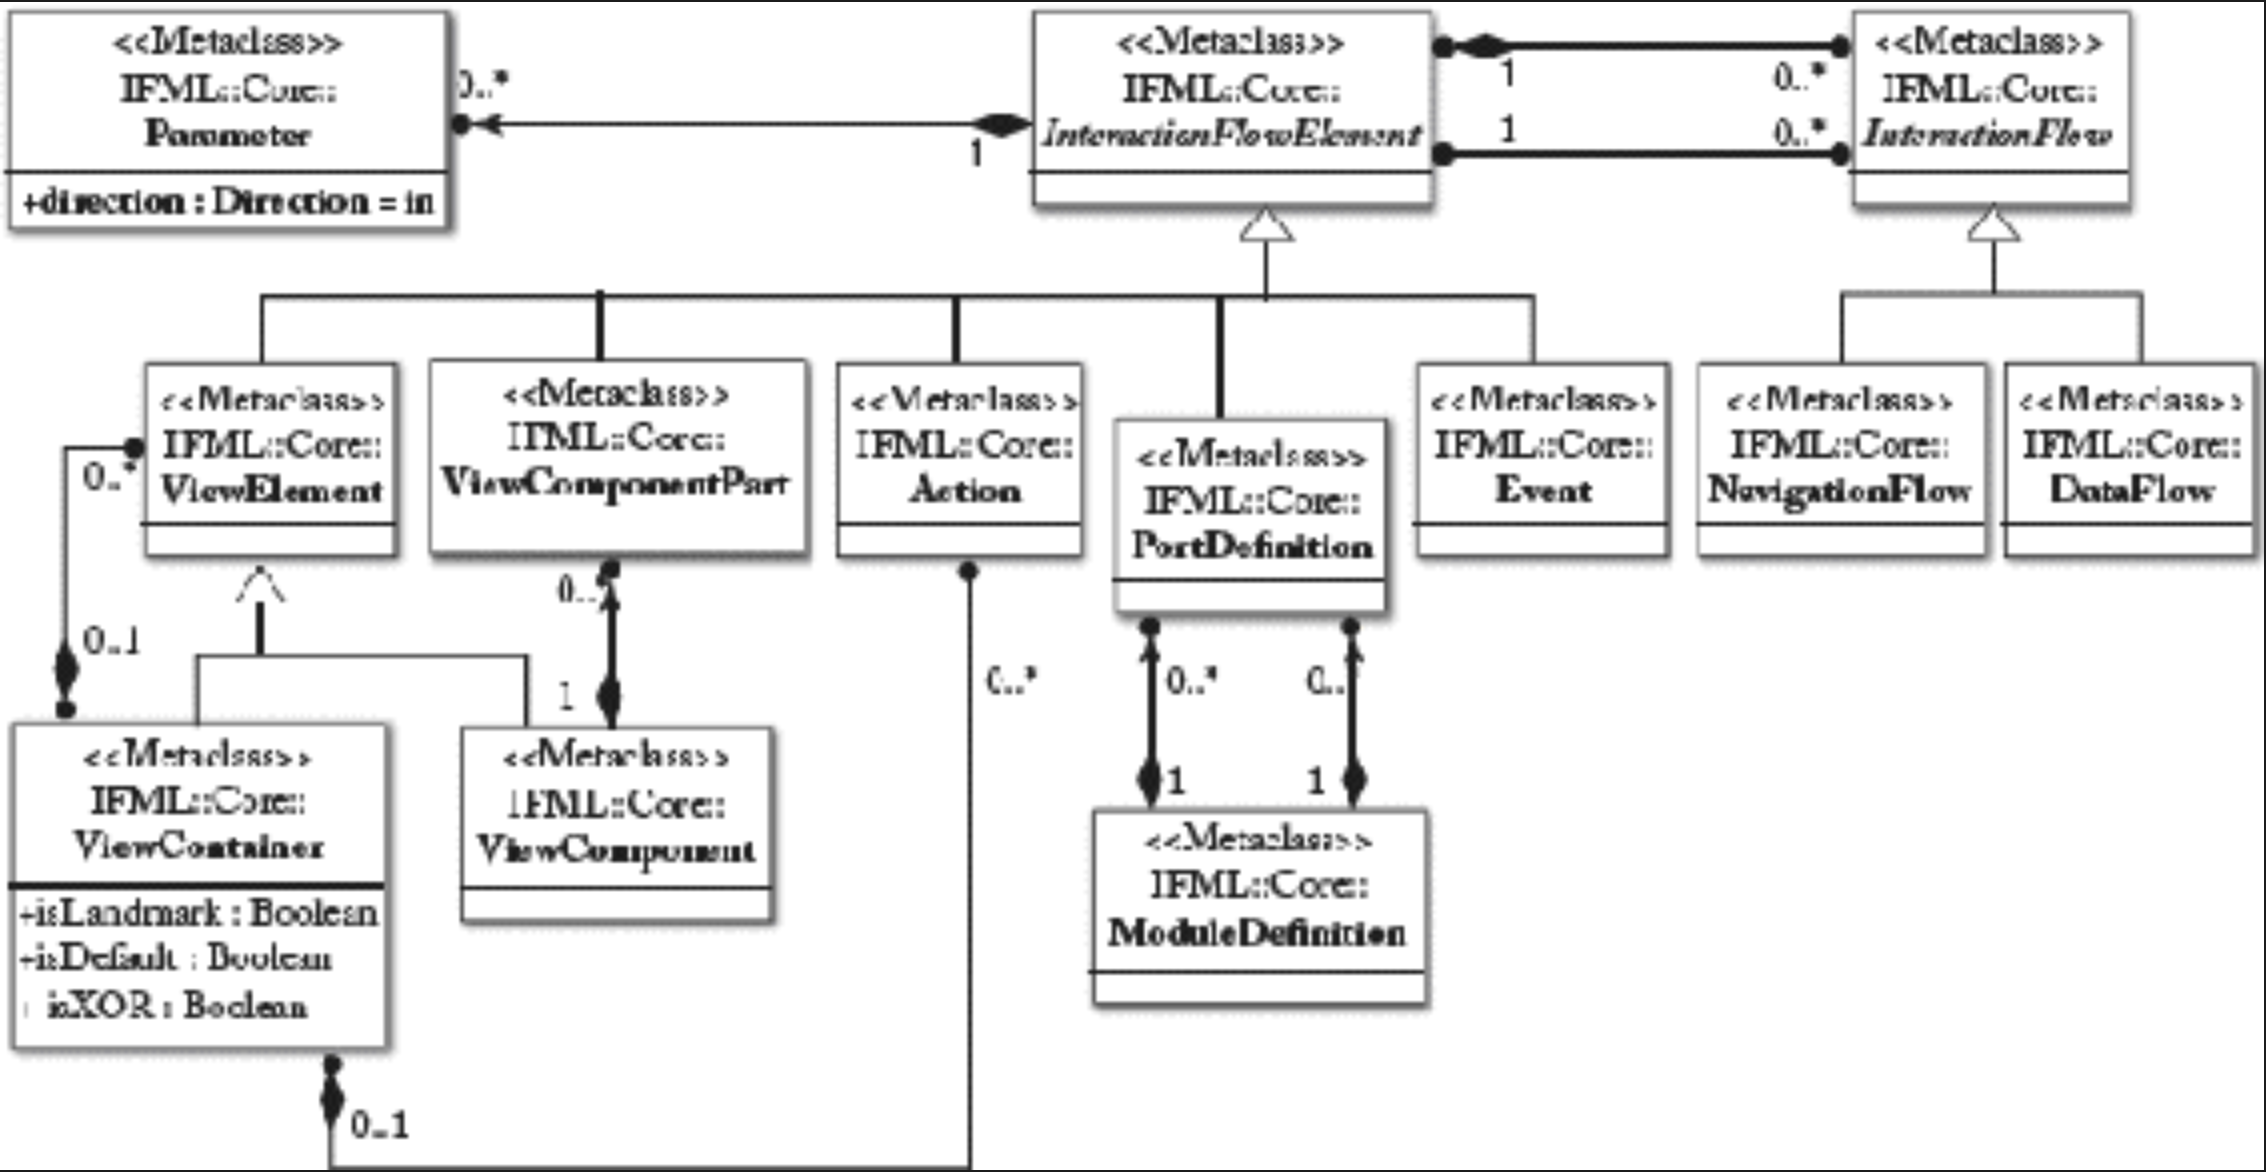 <<Metaclass>>
IFML::Core::
Parameter
+direction : Direction = in
0..*
1
<<Metaclass>>
IFML::Core::
InteractionFlowElement
1
0..*
1
0..*
<<Metaclass>>
IFML::Core::
InteractionFlow
<<Metaclass>>
IFML::Core::
ViewElement
<<Metaclass>>
IFML::Core::
ViewComponentPart
<<Metaclass>>
IFML::Core::
Action
<<Metaclass>>
IFML::Core::
PortDefinition
<<Metaclass>>
IFML::Core::
Event
<<Metaclass>>
IFML::Core::
NavigationFlow
<<Metaclass>>
IFML::Core::
DataFlow
0..*
0..1
0..*
1
0..*
0..*
1
0..
1
<<Metaclass>>
IFML::Core::
ViewContainer
+isLandmark : Boolean
+isDefault : Boolean
isXOR : Boolean
0..1
<<Metaclass>>
IFML::Core::
ViewComponent
<<Metaclass>>
IFML::Core::
ModuleDefinition